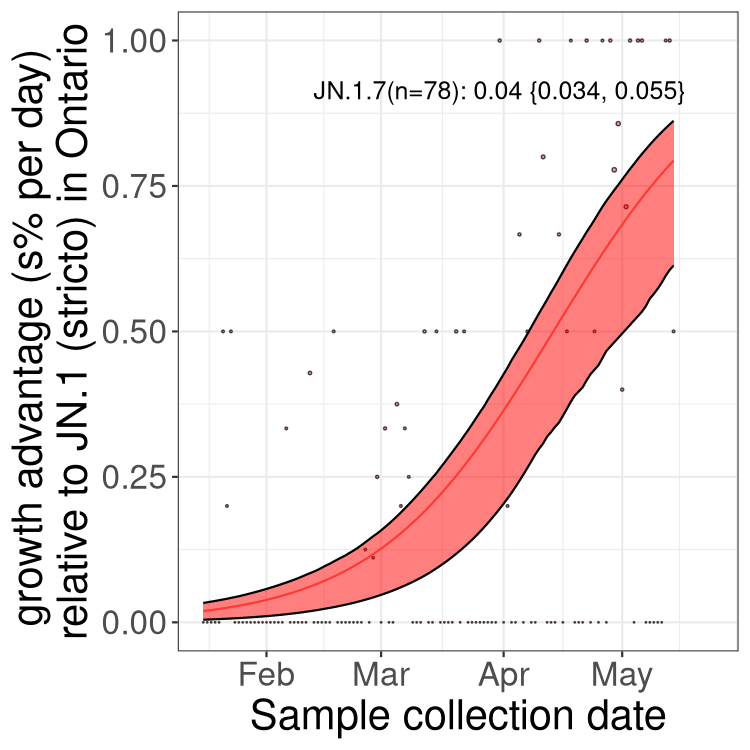 growth advantage (s% per day)
relative to JN.1 (stricto) in Ontario
1.00
0.75
0.50
0.25
0.00
JN.1.7(n=78): 0.04 {0.034, 0.055}
Feb Mar Apr May
Sample collection date